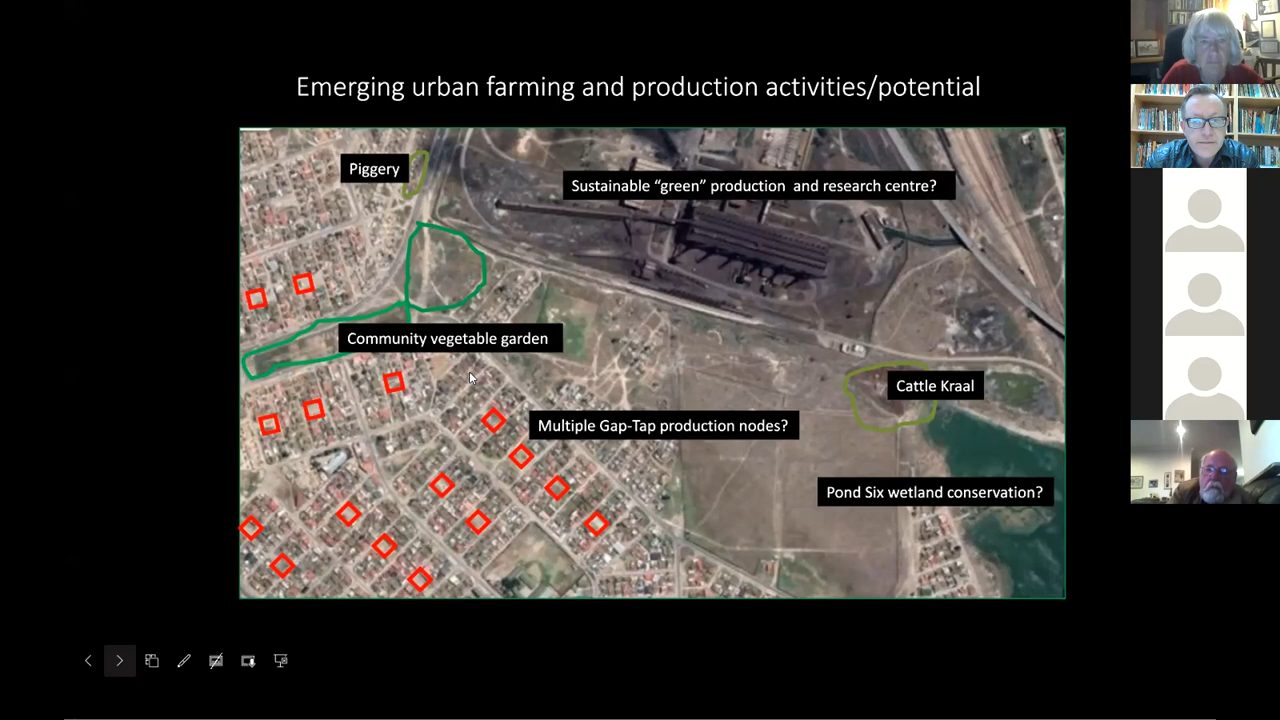 Emerging urban farming and production activities/potential
Piggery
Sustainable “green” production and research centre?
Community vegetable garden
Cattle Kraal
Multiple Gap-Tap production nodes?
Pond Six wetland conservation?